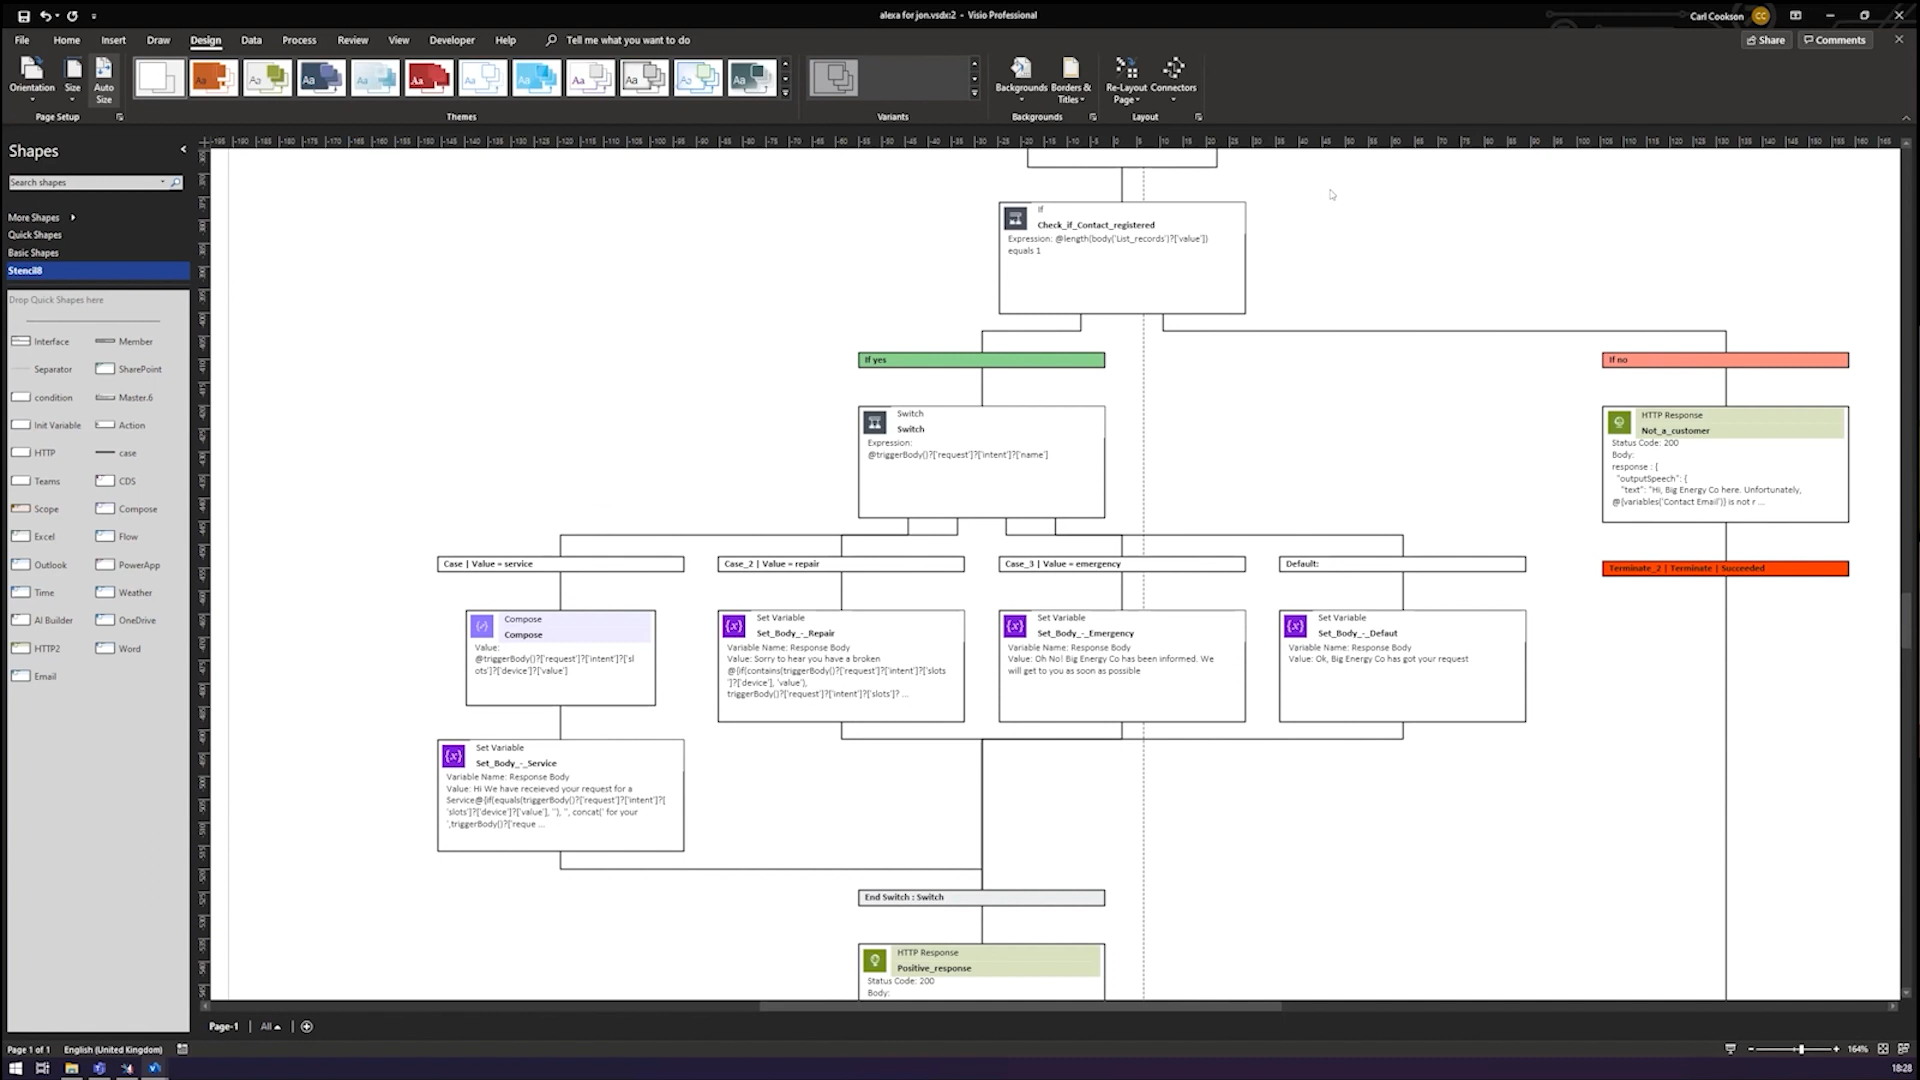 alexa for jon.vsdx:2 - Visio Professional
Carl Cookson
CC
File
Home
Insert
Draw
Design
Data
Process
Review
View
Developer
Help
Tell me what you want to do
Share
Comments
Orientation
Size
Auto
Size
Backgrounds
Borders &
Titles
Re-Layout
Page
Connectors
Page Setup
Themes
Variants
Backgrounds
Layout
Shapes
Search shapes
More Shapes
Quick Shapes
Basic Shapes
Stencil8
Drop Quick Shapes here
Interface
Member
Separator
SharePoint
condition
Master.6
Init Variable
Action
HTTP
case
Teams
CDS
Scope
Compose
Excel
Flow
Outlook
PowerApp
Time
Weather
AI Builder
OneDrive
HTTP2
Word
Email
If
Check_if_Contact_registered
Expression: @length(body('List_records')?['value'])
equals 1
If yes
If no
Switch
Switch
Expression:
@triggerBody()?['request']?['intent']?['name']
HTTP Response
Not_a_customer
Status Code: 200
Body:
response : {
"outputSpeech": {
"text": "Hi, Big Energy Co here. Unfortunately,
@{variables('Contact Email')} is not r ...
Case | Value = service
Case_2 | Value = repair
Case_3 | Value = emergency
Default:
Terminate_2 | Terminate | Succeeded
Compose
Compose
Value:
@triggerBody()?['request']?['intent']?['sl
ots']?['device']?['value']
Set Variable
Set_Body_-_Repair
Variable Name: Response Body
Value: Sorry to hear you have a broken
@{if(contains(triggerBody()?['request']?['intent']?['slots
']?['device'], 'value'),
triggerBody()?['request']?['intent']?['slots']? ...
Set Variable
Set_Body_-_Emergency
Variable Name: Response Body
Value: Oh No! Big Energy Co has been informed. We
will get to you as soon as possible
Set Variable
Set_Body_-_Defaut
Variable Name: Response Body
Value: Ok, Big Energy Co has got your request
Set Variable
Set_Body_-_Service
Variable Name: Response Body
Value: Hi We have receieved your request for a
Service@{if(equals(triggerBody()?['request']?['intent']?[
'slots']?['device']?['value'], ''), '', concat(' for your
',triggerBody()?['reque ...
End Switch : Switch
HTTP Response
Positive_response
Status Code: 200
Body:
Page-1
All
Page 1 of 1
English (United Kingdom)
164%
18:28